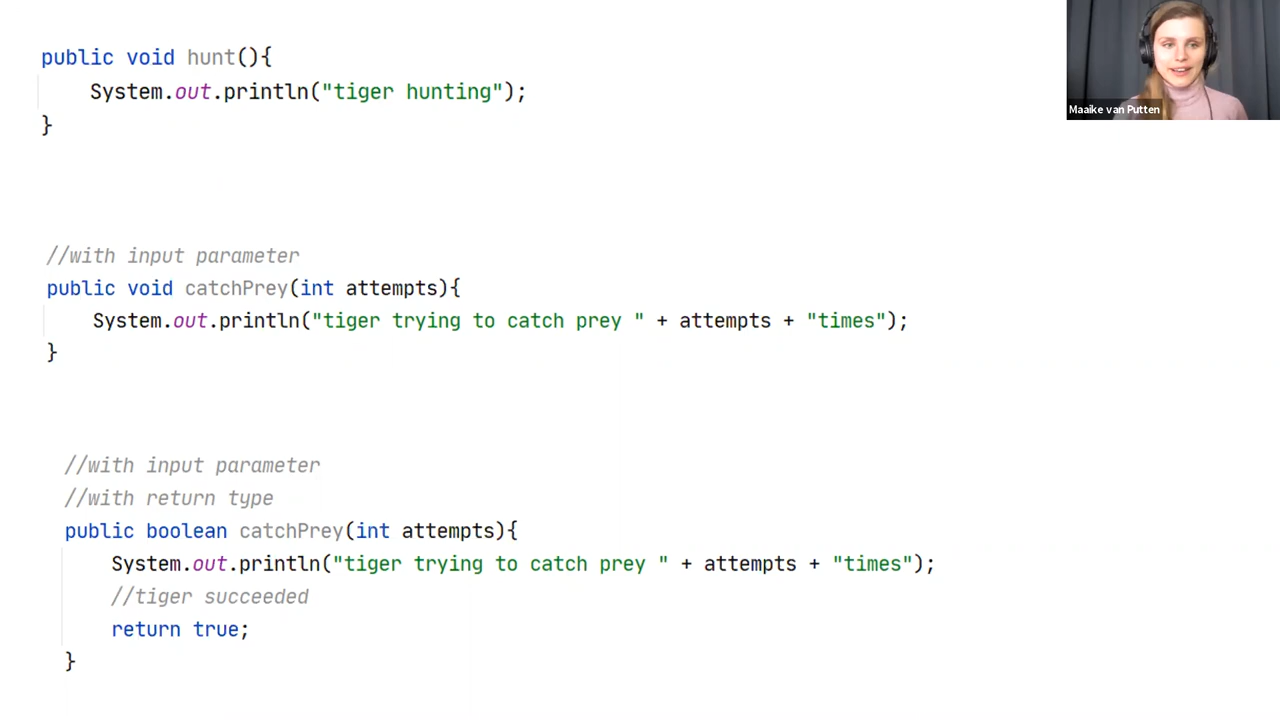 public void hunt(){
    System.out.println("tiger hunting");
}
Maaike van Putten
//with input parameter
public void catchPrey(int attempts){
    System.out.println("tiger trying to catch prey " + attempts + "times");
}
//with input parameter
//with return type
public boolean catchPrey(int attempts){
    System.out.println("tiger trying to catch prey " + attempts + "times");
    //tiger succeeded
    return true;
}